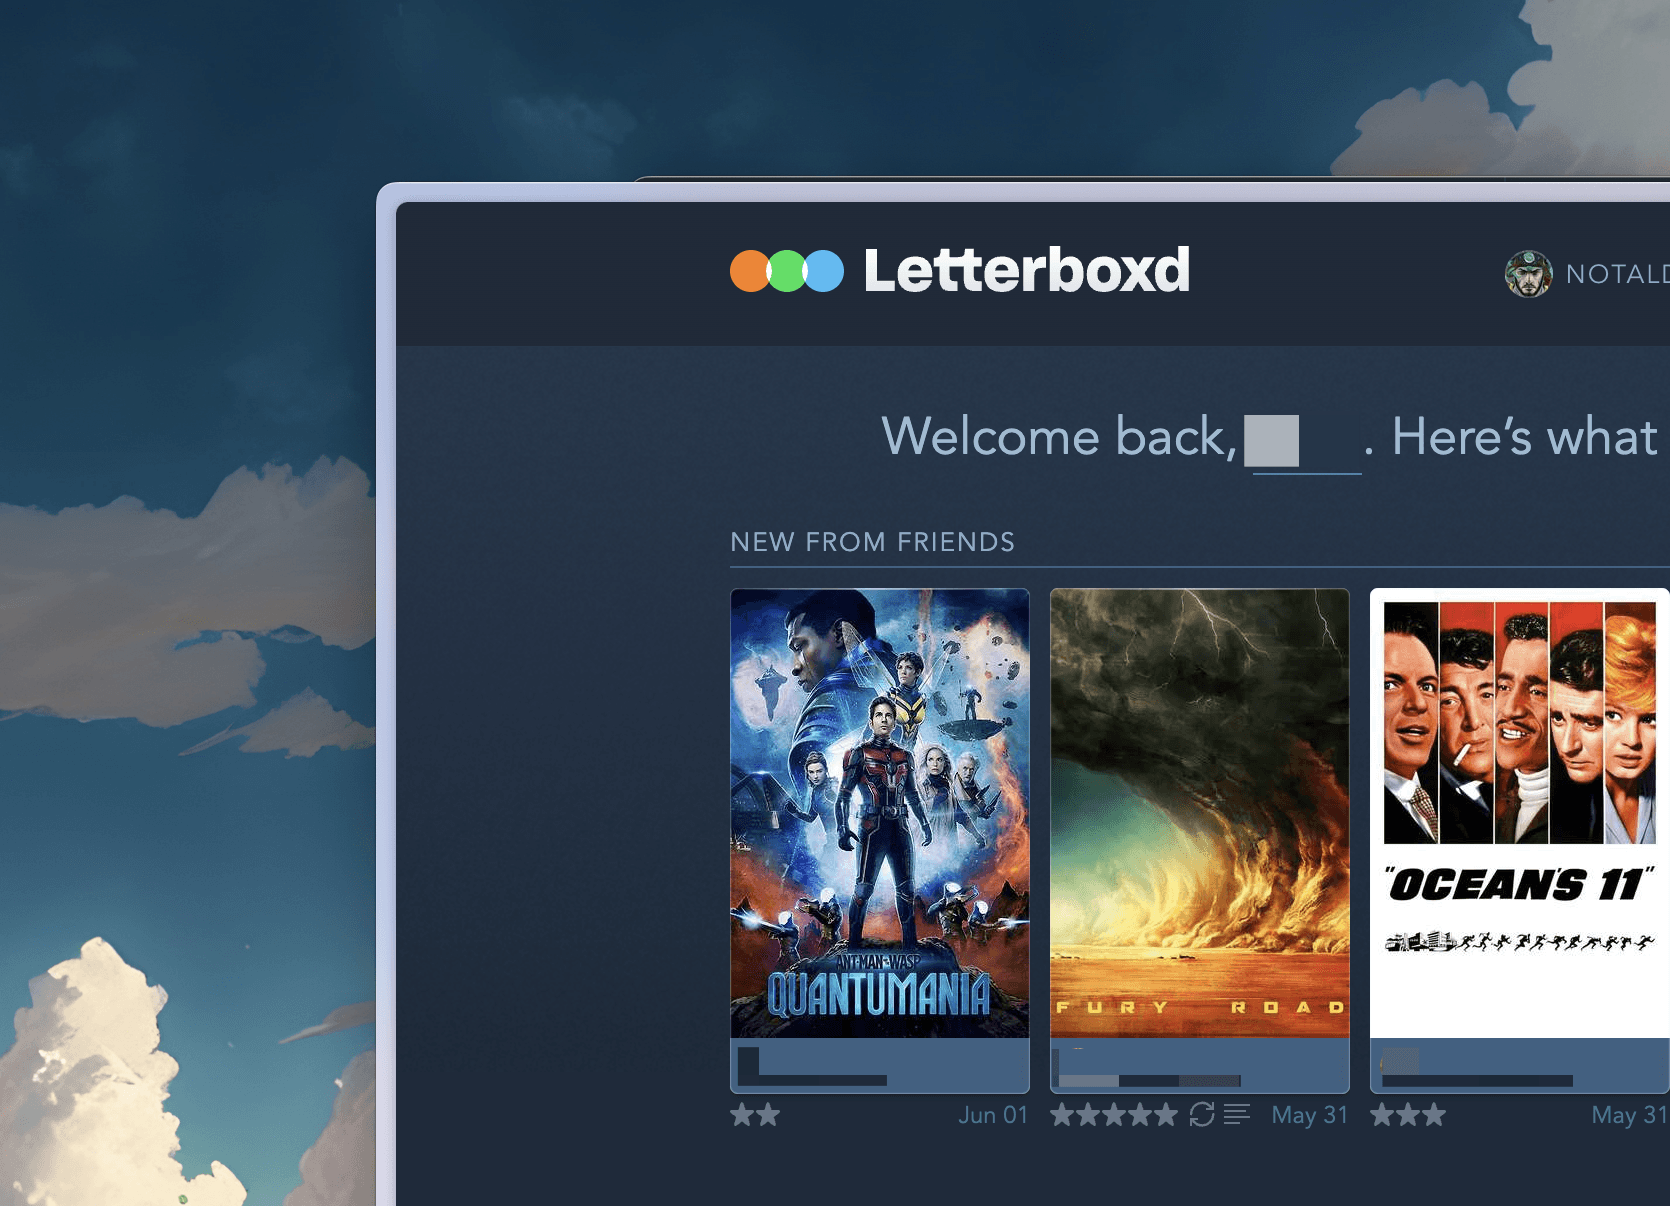 Letterboxd
NOTALD
Welcome back, . Here’s what
NEW FROM FRIENDS
ANT-MAN AND THE WASP
QUANTUMANIA
FURY ROAD
"OCEAN'S 11"
Jun 01
May 31
May 31